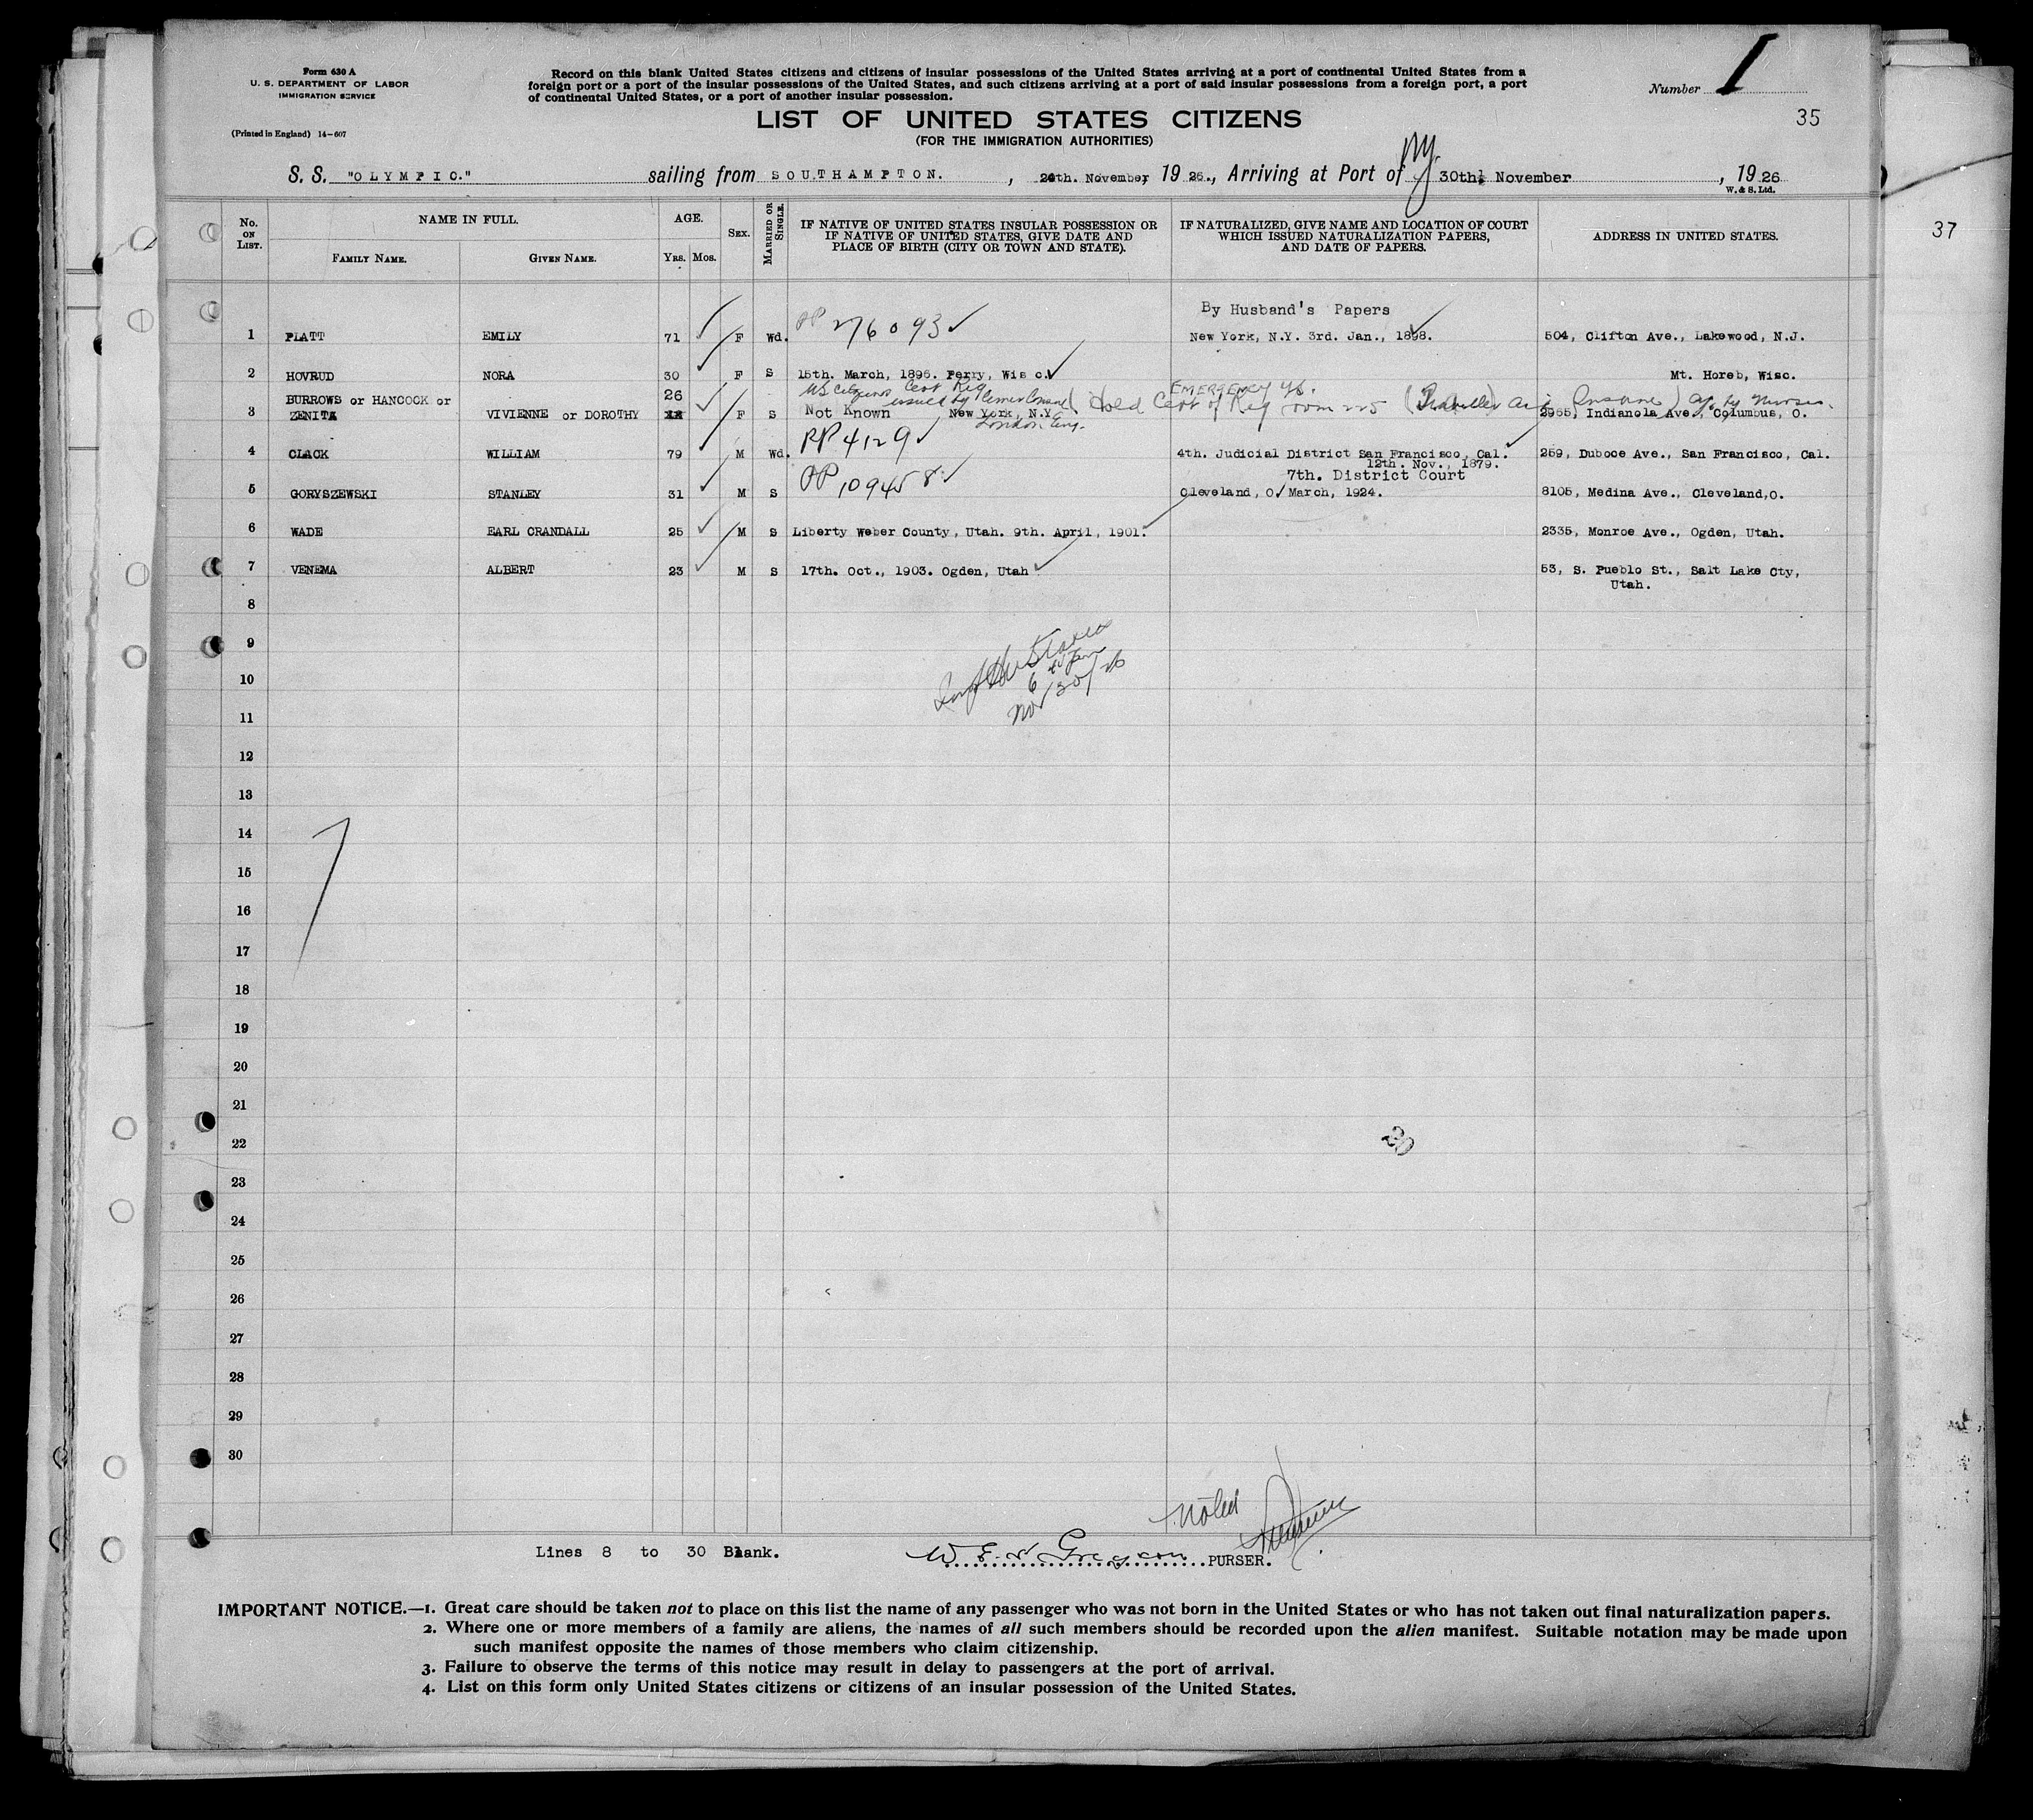 Form 630 A
U. S. DEPARTMENT OF LABOR
IMMIGRATION SERVICE
(Printed in England) 14-607
Record on this blank United States citizens and citizens of insular possessions of the United States arriving at a port of continental United States from a
foreign port or a port of the insular possessions of the United States, and such citizens arriving at a port of said insular possessions from a foreign port, a port
of continental United States, or a port of another insular possession.
Number 1
35
37
LIST OF UNITED STATES CITIZENS
(FOR THE IMMIGRATION AUTHORITIES)
S. S. "OLYMPIC." sailing from SOUTHAMPTON. , 24th. November, 19 26., Arriving at Port of NY. 30th. November , 19 26
W. & S. Ltd.
No. ON LIST. NAME IN FULL. FAMILY NAME. GIVEN NAME. AGE. Yrs. Mos. SEX. MARRIED OR SINGLE.
IF NATIVE OF UNITED STATES INSULAR POSSESSION OR
IF NATIVE OF UNITED STATES, GIVE DATE AND
PLACE OF BIRTH (CITY OR TOWN AND STATE).
IF NATURALIZED, GIVE NAME AND LOCATION OF COURT
WHICH ISSUED NATURALIZATION PAPERS,
AND DATE OF PAPERS.
ADDRESS IN UNITED STATES.
By Husband's Papers
1 PLATT EMILY 71 F Wd. PP 276093 New York, N.Y. 3rd. Jan., 1898. 504, Clifton Ave., Lakewood, N.J.
2 HOVRUD NORA 30 F S 15th. March, 1896. Perry, Wis c. Mt. Horeb, Wisc.
US Citizens Cert Reg EMERGENCY
BURROWS or HANCOCK or 26 issued by Hold Cert of Reg room 225
3 ZENITA VIVIENNE or DOROTHY F S Not Known New York, N.Y. 2955, Indianola Ave., Columbus, O.
London, Eng.
4 CLACK WILLIAM 79 M Wd. PP 4129 4th. Judicial District San Francisco, Cal. 259, Duboce Ave., San Francisco, Cal.
12th. Nov., 1879.
7th. District Court
5 GORYSZEWSKI STANLEY 31 M S PP 109458 Cleveland, O. March, 1924. 8105, Medina Ave., Cleveland, O.
6 WADE EARL CRANDALL 25 M S Liberty Weber County, Utah. 9th. April, 1901. 2335, Monroe Ave., Ogden, Utah.
7 VENEMA ALBERT 23 M S 17th. Oct., 1903. Ogden, Utah 53, S. Pueblo St., Salt Lake Cty,
Utah.
8
9
10
Nov 30/26
11
12
13
14
7
15
16
17
18
19
20
21
22
20
23
24
25
26
27
28
29
30
Noted
Lines 8 to 30 Blank. PURSER.
IMPORTANT NOTICE.—1. Great care should be taken not to place on this list the name of any passenger who was not born in the United States or who has not taken out final naturalization papers.
2. Where one or more members of a family are aliens, the names of all such members should be recorded upon the alien manifest. Suitable notation may be made upon
such manifest opposite the names of those members who claim citizenship.
3. Failure to observe the terms of this notice may result in delay to passengers at the port of arrival.
4. List on this form only United States citizens or citizens of an insular possession of the United States.